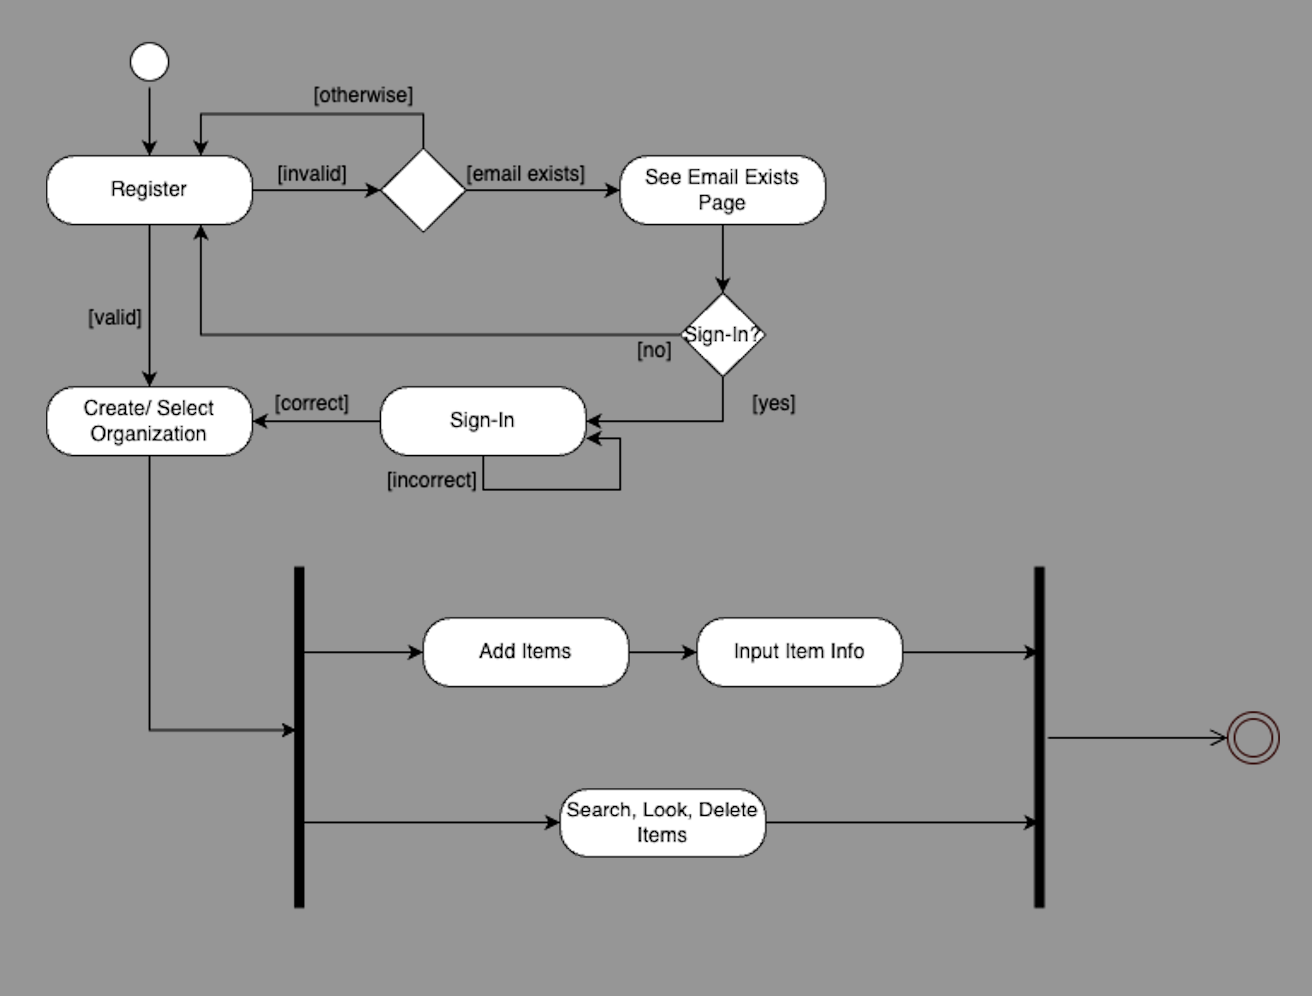 [otherwise]
Register
[invalid]
[email exists]
See Email Exists
Page
[valid]
Sign-In?
[no]
[yes]
Create/ Select
Organization
[correct]
Sign-In
[incorrect]
Add Items
Input Item Info
Search, Look, Delete
Items